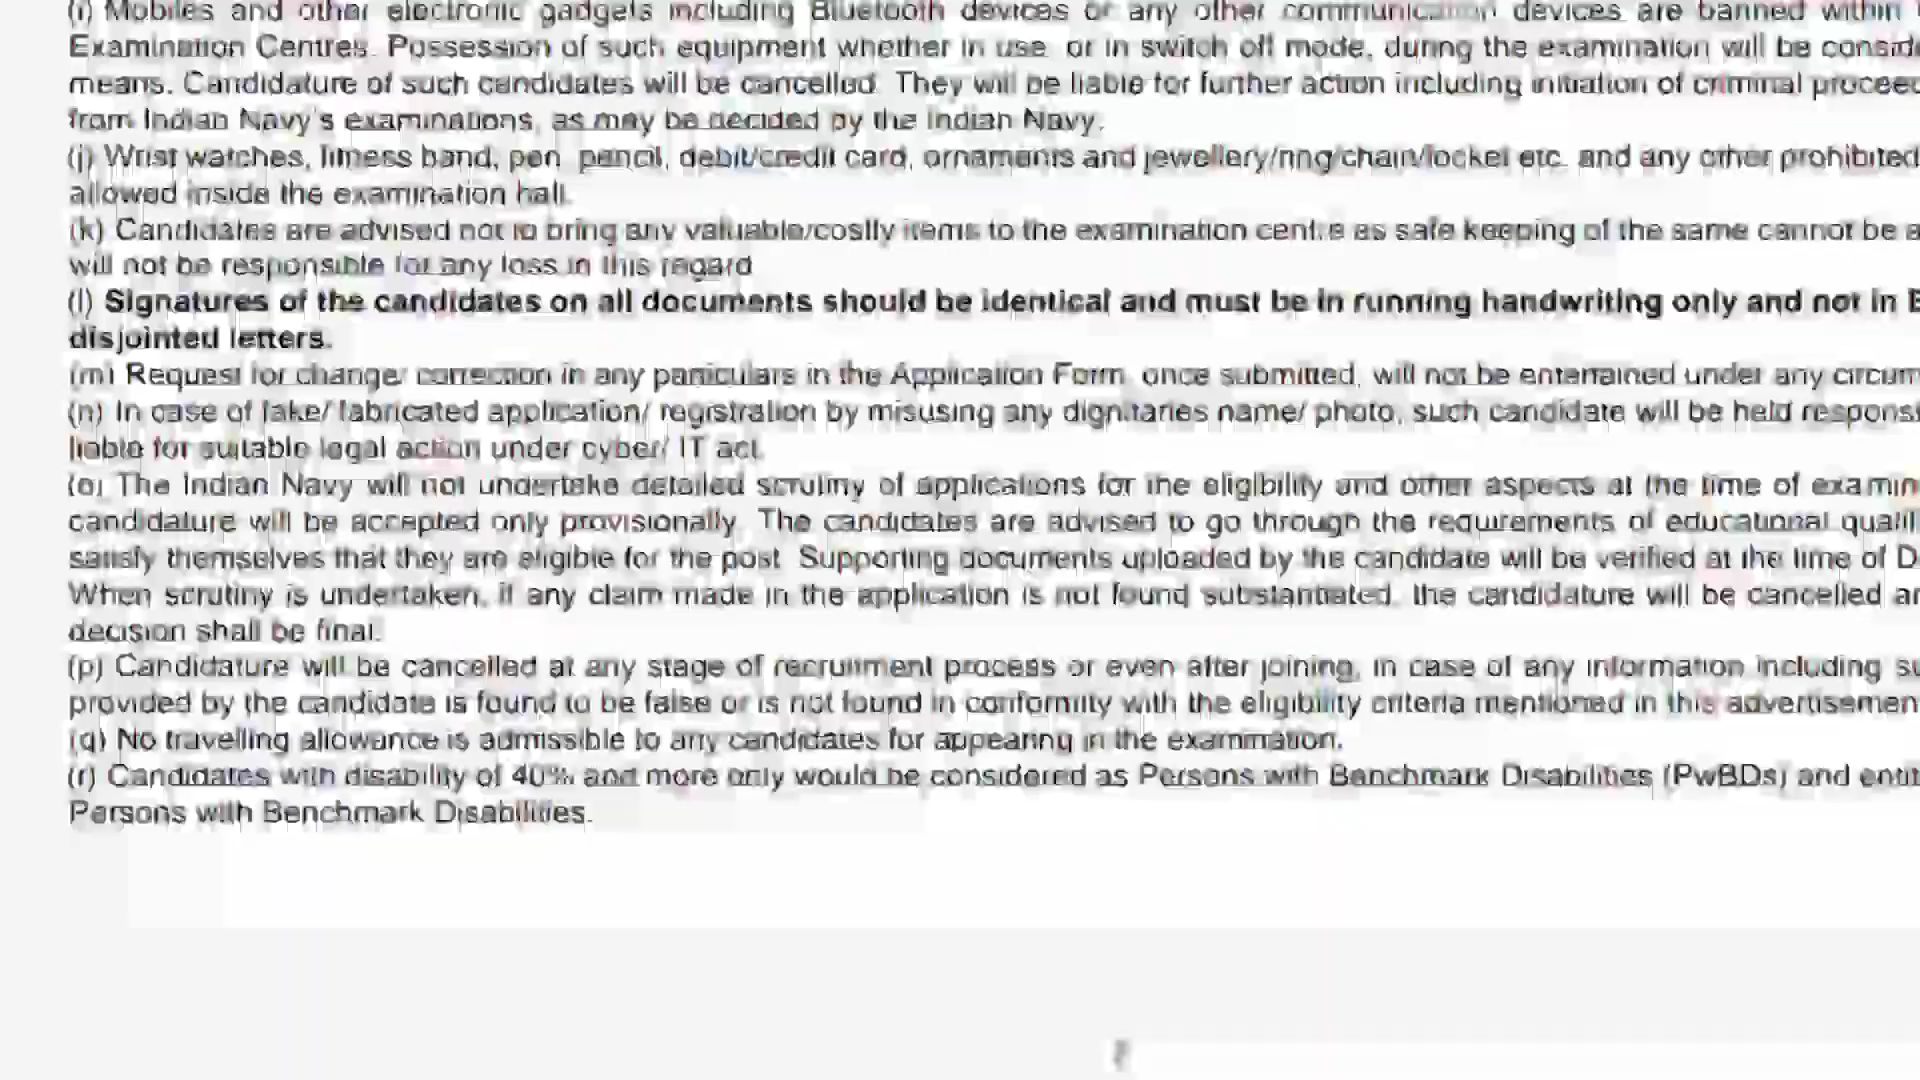 (i) Mobiles and other electronic gadgets including Bluetooth devices or any other communication devices are banned within
Examination Centres. Possession of such equipment whether in use or in switch off mode, during the examination will be
means. Candidature of such candidates will be cancelled. They will be liable for further action including initiation of criminal
from Indian Navy's examinations, as may be decided by the Indian Navy.
(j) Wrist watches, fitness band, pen, pencil, debit/credit card, ornaments and jewellery/ring/chain/locket etc. and any other prohibited
allowed inside the examination hall.
(k) Candidates are advised not to bring any valuable/costly items to the examination centre as safe keeping of the same cannot be
will not be responsible for any loss in this regard
(l) Signatures of the candidates on all documents should be identical and must be in running handwriting only and not in
disjointed letters.
(m) Request for change/ correction in any particulars in the Application Form, once submitted, will not be entertained under any
(n) In case of fake/ fabricated application/ registration by misusing any dignitaries name/ photo, such candidate will be held
liable for suitable legal action under cyber/ IT act.
(o) The Indian Navy will not undertake detailed scrutiny of applications for the eligibility and other aspects at the time of
candidature will be accepted only provisionally. The candidates are advised to go through the requirements of educational
satisfy themselves that they are eligible for the post. Supporting documents uploaded by the candidate will be verified at the time of
When scrutiny is undertaken, if any claim made in the application is not found substantiated, the candidature will be cancelled
decision shall be final.
(p) Candidature will be cancelled at any stage of recruitment process or even after joining, in case of any information including
provided by the candidate is found to be false or is not found in conformity with the eligibility criteria mentioned in this
(q) No travelling allowance is admissible to any candidates for appearing in the examination.
(r) Candidates with disability of 40% and more only would be considered as Persons with Benchmark Disabilities (PwBDs) and
Persons with Benchmark Disabilities.